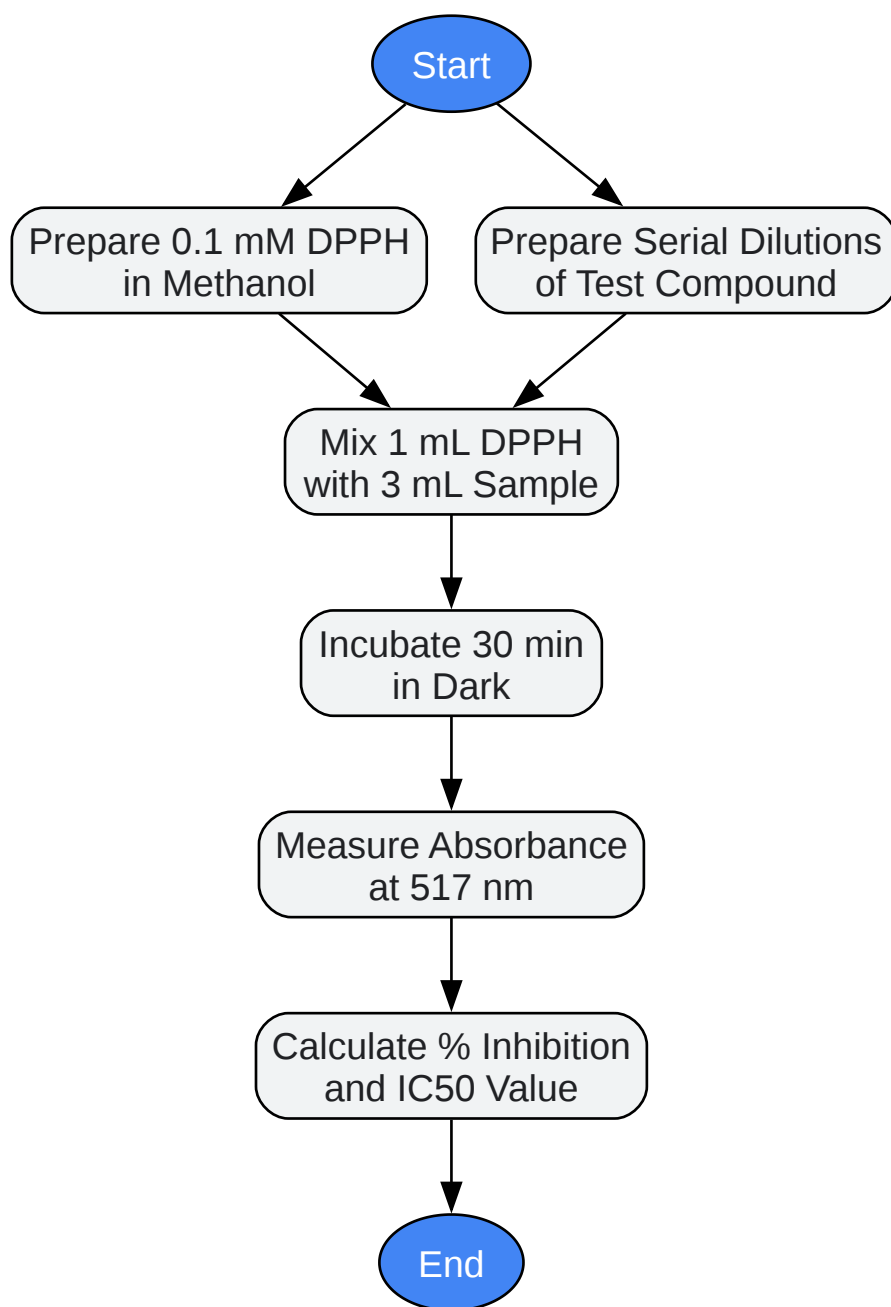 Start
Prepare 0.1 mM DPPH
in Methanol
Prepare Serial Dilutions
of Test Compound
Mix 1 mL DPPH
with 3 mL Sample
Incubate 30 min
in Dark
Measure Absorbance
at 517 nm
Calculate % Inhibition
and IC50 Value
End